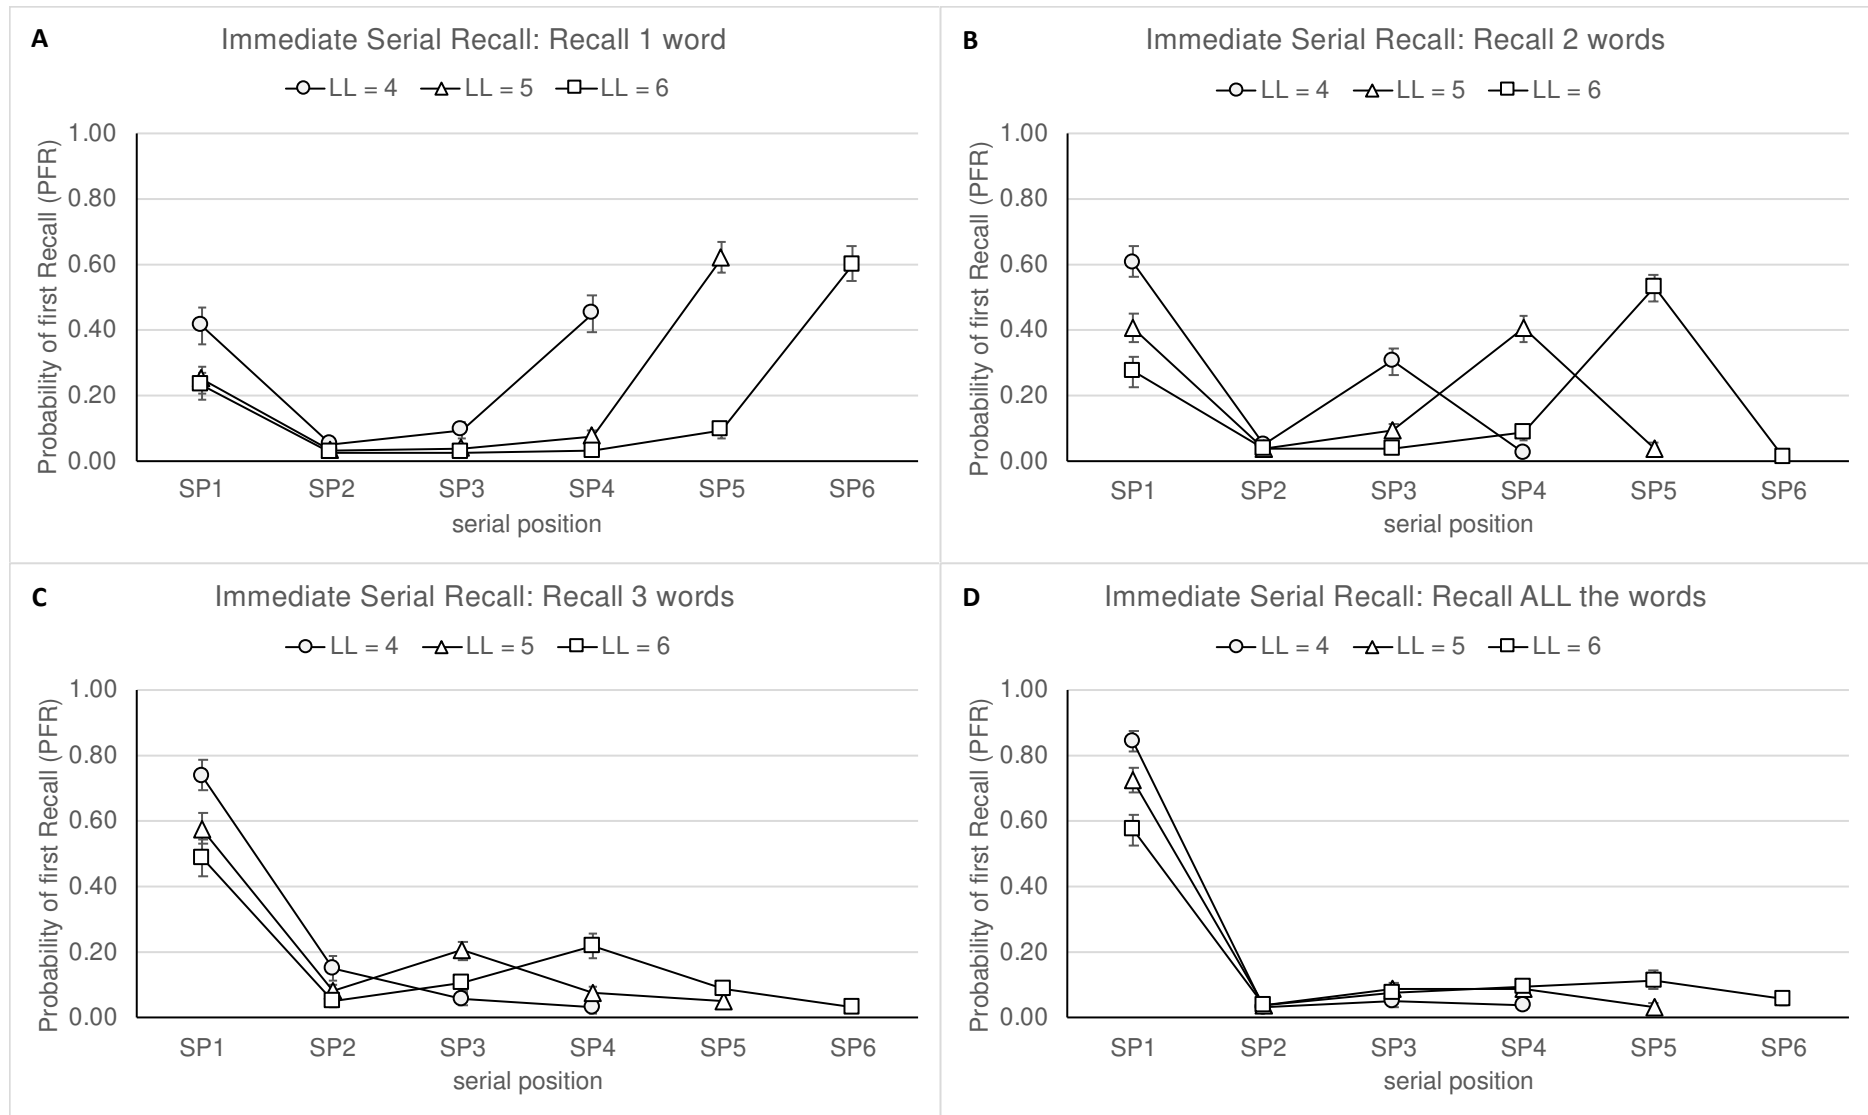 A
Immediate Serial Recall: Recall 1 word
LL = 4 LL = 5 LL = 6
Probability of first Recall (PFR)
1.00
0.80
0.60
0.40
0.20
0.00
SP1 SP2 SP3 SP4 SP5 SP6
serial position
B
Immediate Serial Recall: Recall 2 words
LL = 4 LL = 5 LL = 6
Probability of first Recall (PFR)
1.00
0.80
0.60
0.40
0.20
0.00
SP1 SP2 SP3 SP4 SP5 SP6
serial position
C
Immediate Serial Recall: Recall 3 words
LL = 4 LL = 5 LL = 6
Probability of first Recall (PFR)
1.00
0.80
0.60
0.40
0.20
0.00
SP1 SP2 SP3 SP4 SP5 SP6
serial position
D
Immediate Serial Recall: Recall ALL the words
LL = 4 LL = 5 LL = 6
Probability of first Recall (PFR)
1.00
0.80
0.60
0.40
0.20
0.00
SP1 SP2 SP3 SP4 SP5 SP6
serial position